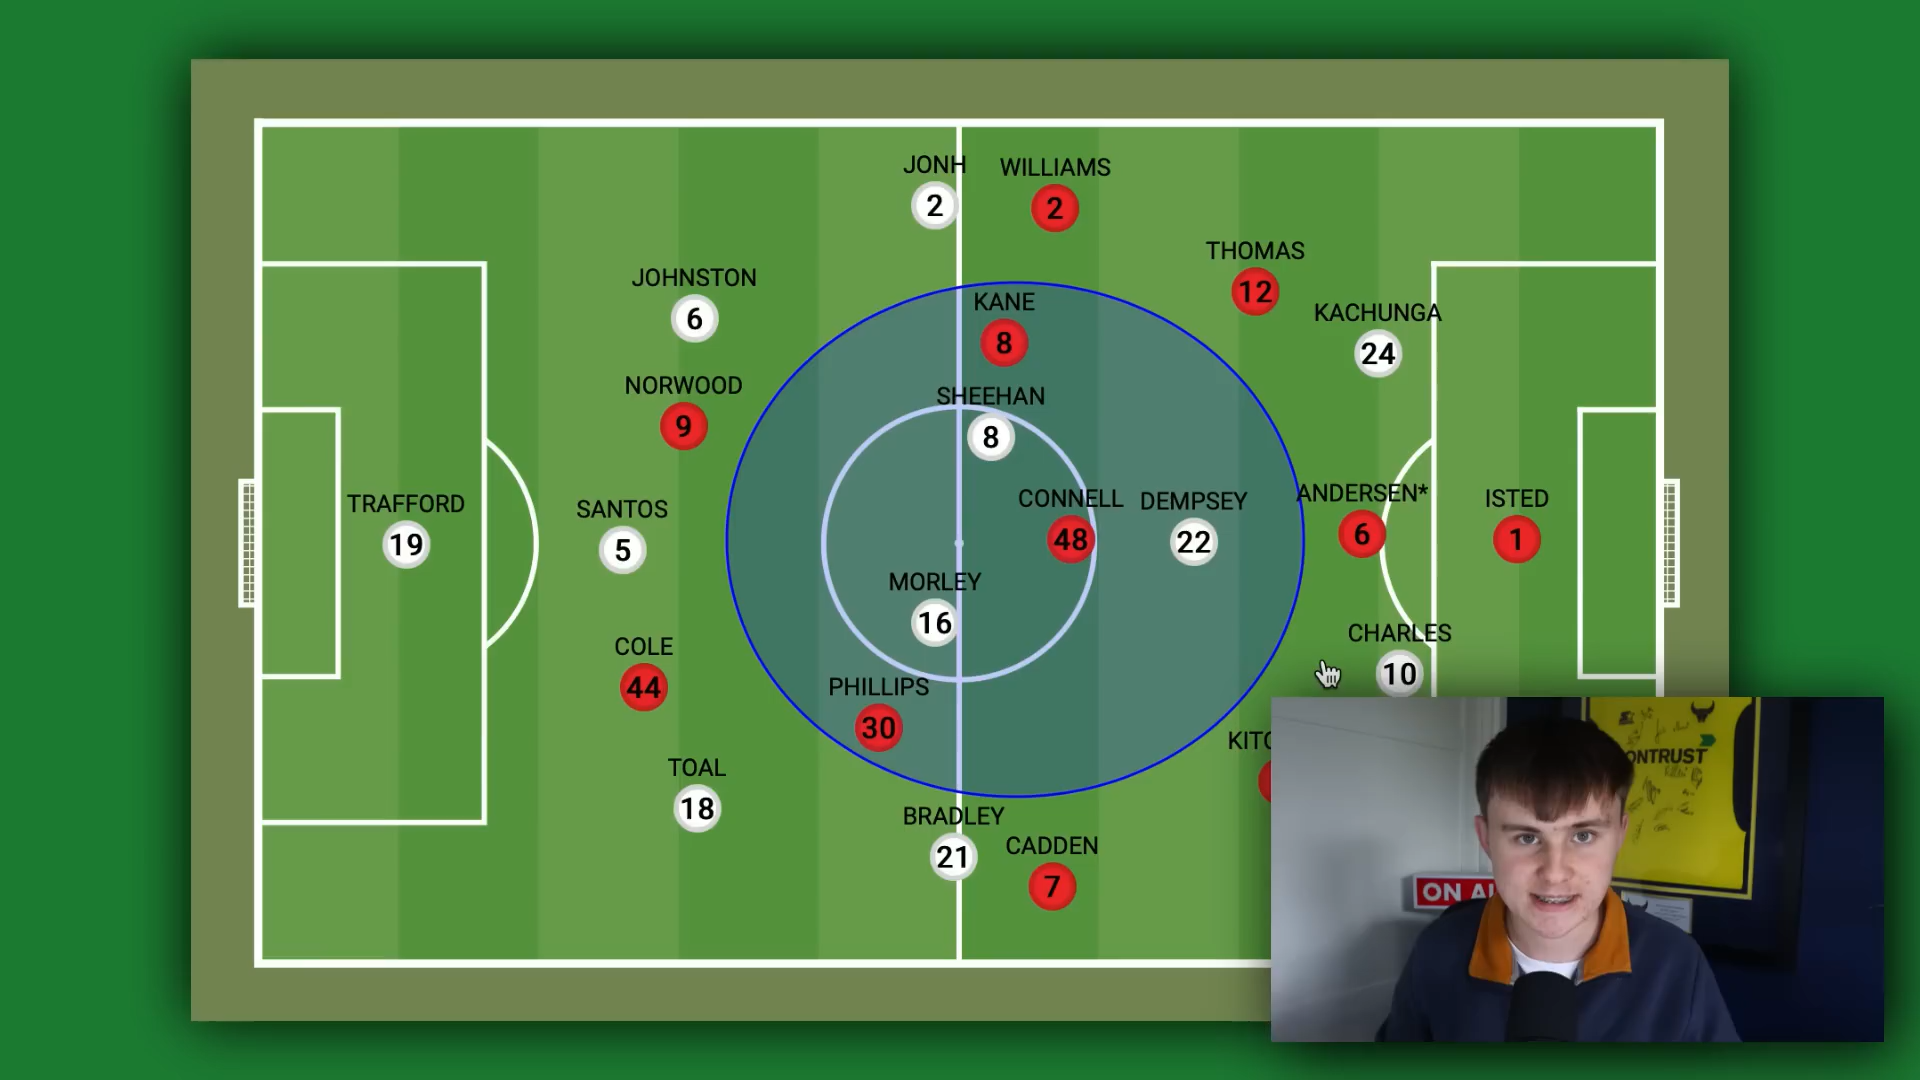 JONH
2
WILLIAMS
2
THOMAS
12
JOHNSTON
6
KANE
8
KACHUNGA
24
NORWOOD
9
SHEEHAN
8
TRAFFORD
19
SANTOS
5
CONNELL
48
DEMPSEY
22
ANDERSEN*
6
ISTED
1
MORLEY
16
COLE
44
CHARLES
10
PHILLIPS
30
TOAL
18
BRADLEY
21
CADDEN
7
KITC
ONTRUST
ON AI